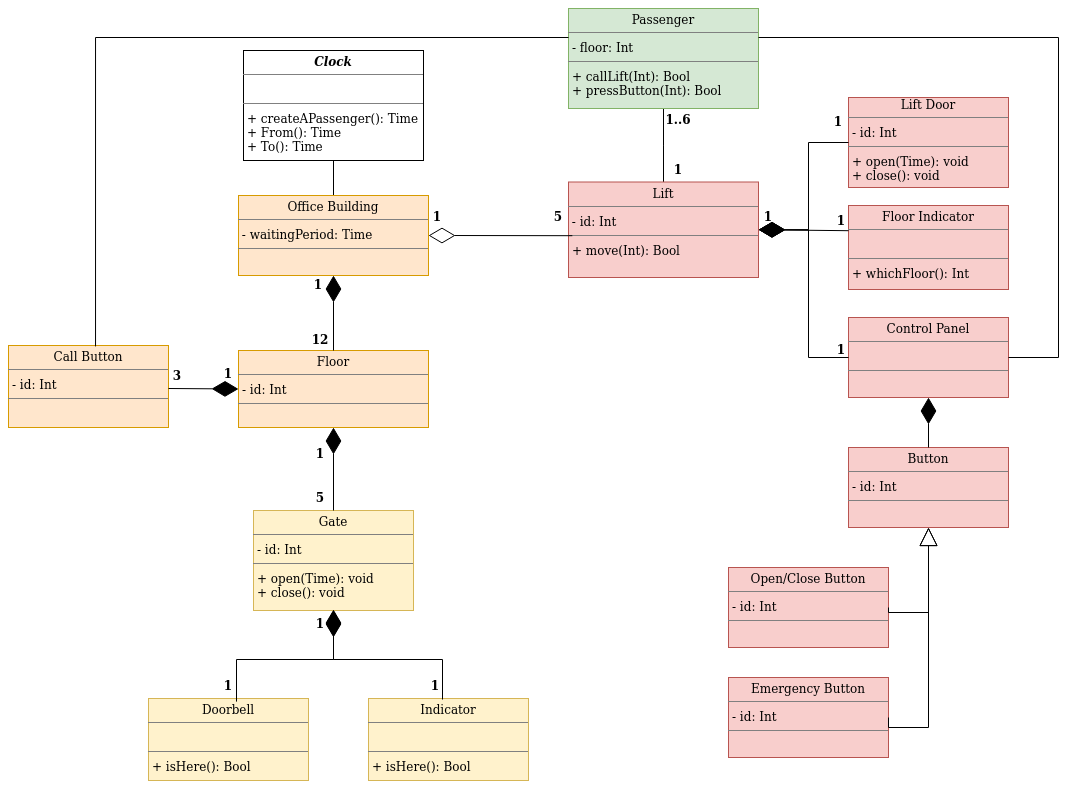 Passenger
- floor: Int
+ callLift(Int): Bool
+ pressButton(Int): Bool
1..6
1
Clock
+ createAPassenger(): Time
+ From(): Time
+ To(): Time
Office Building
- waitingPeriod: Time
1
5
Lift
- id: Int
+ move(Int): Bool
1
1
Lift Door
- id: Int
+ open(Time): void
+ close(): void
1
Floor Indicator
+ whichFloor(): Int
1
Control Panel
1
12
Call Button
- id: Int
3
1
Floor
- id: Int
1
5
Gate
- id: Int
+ open(Time): void
+ close(): void
1
1
1
Doorbell
+ isHere(): Bool
Indicator
+ isHere(): Bool
Button
- id: Int
Open/Close Button
- id: Int
Emergency Button
- id: Int